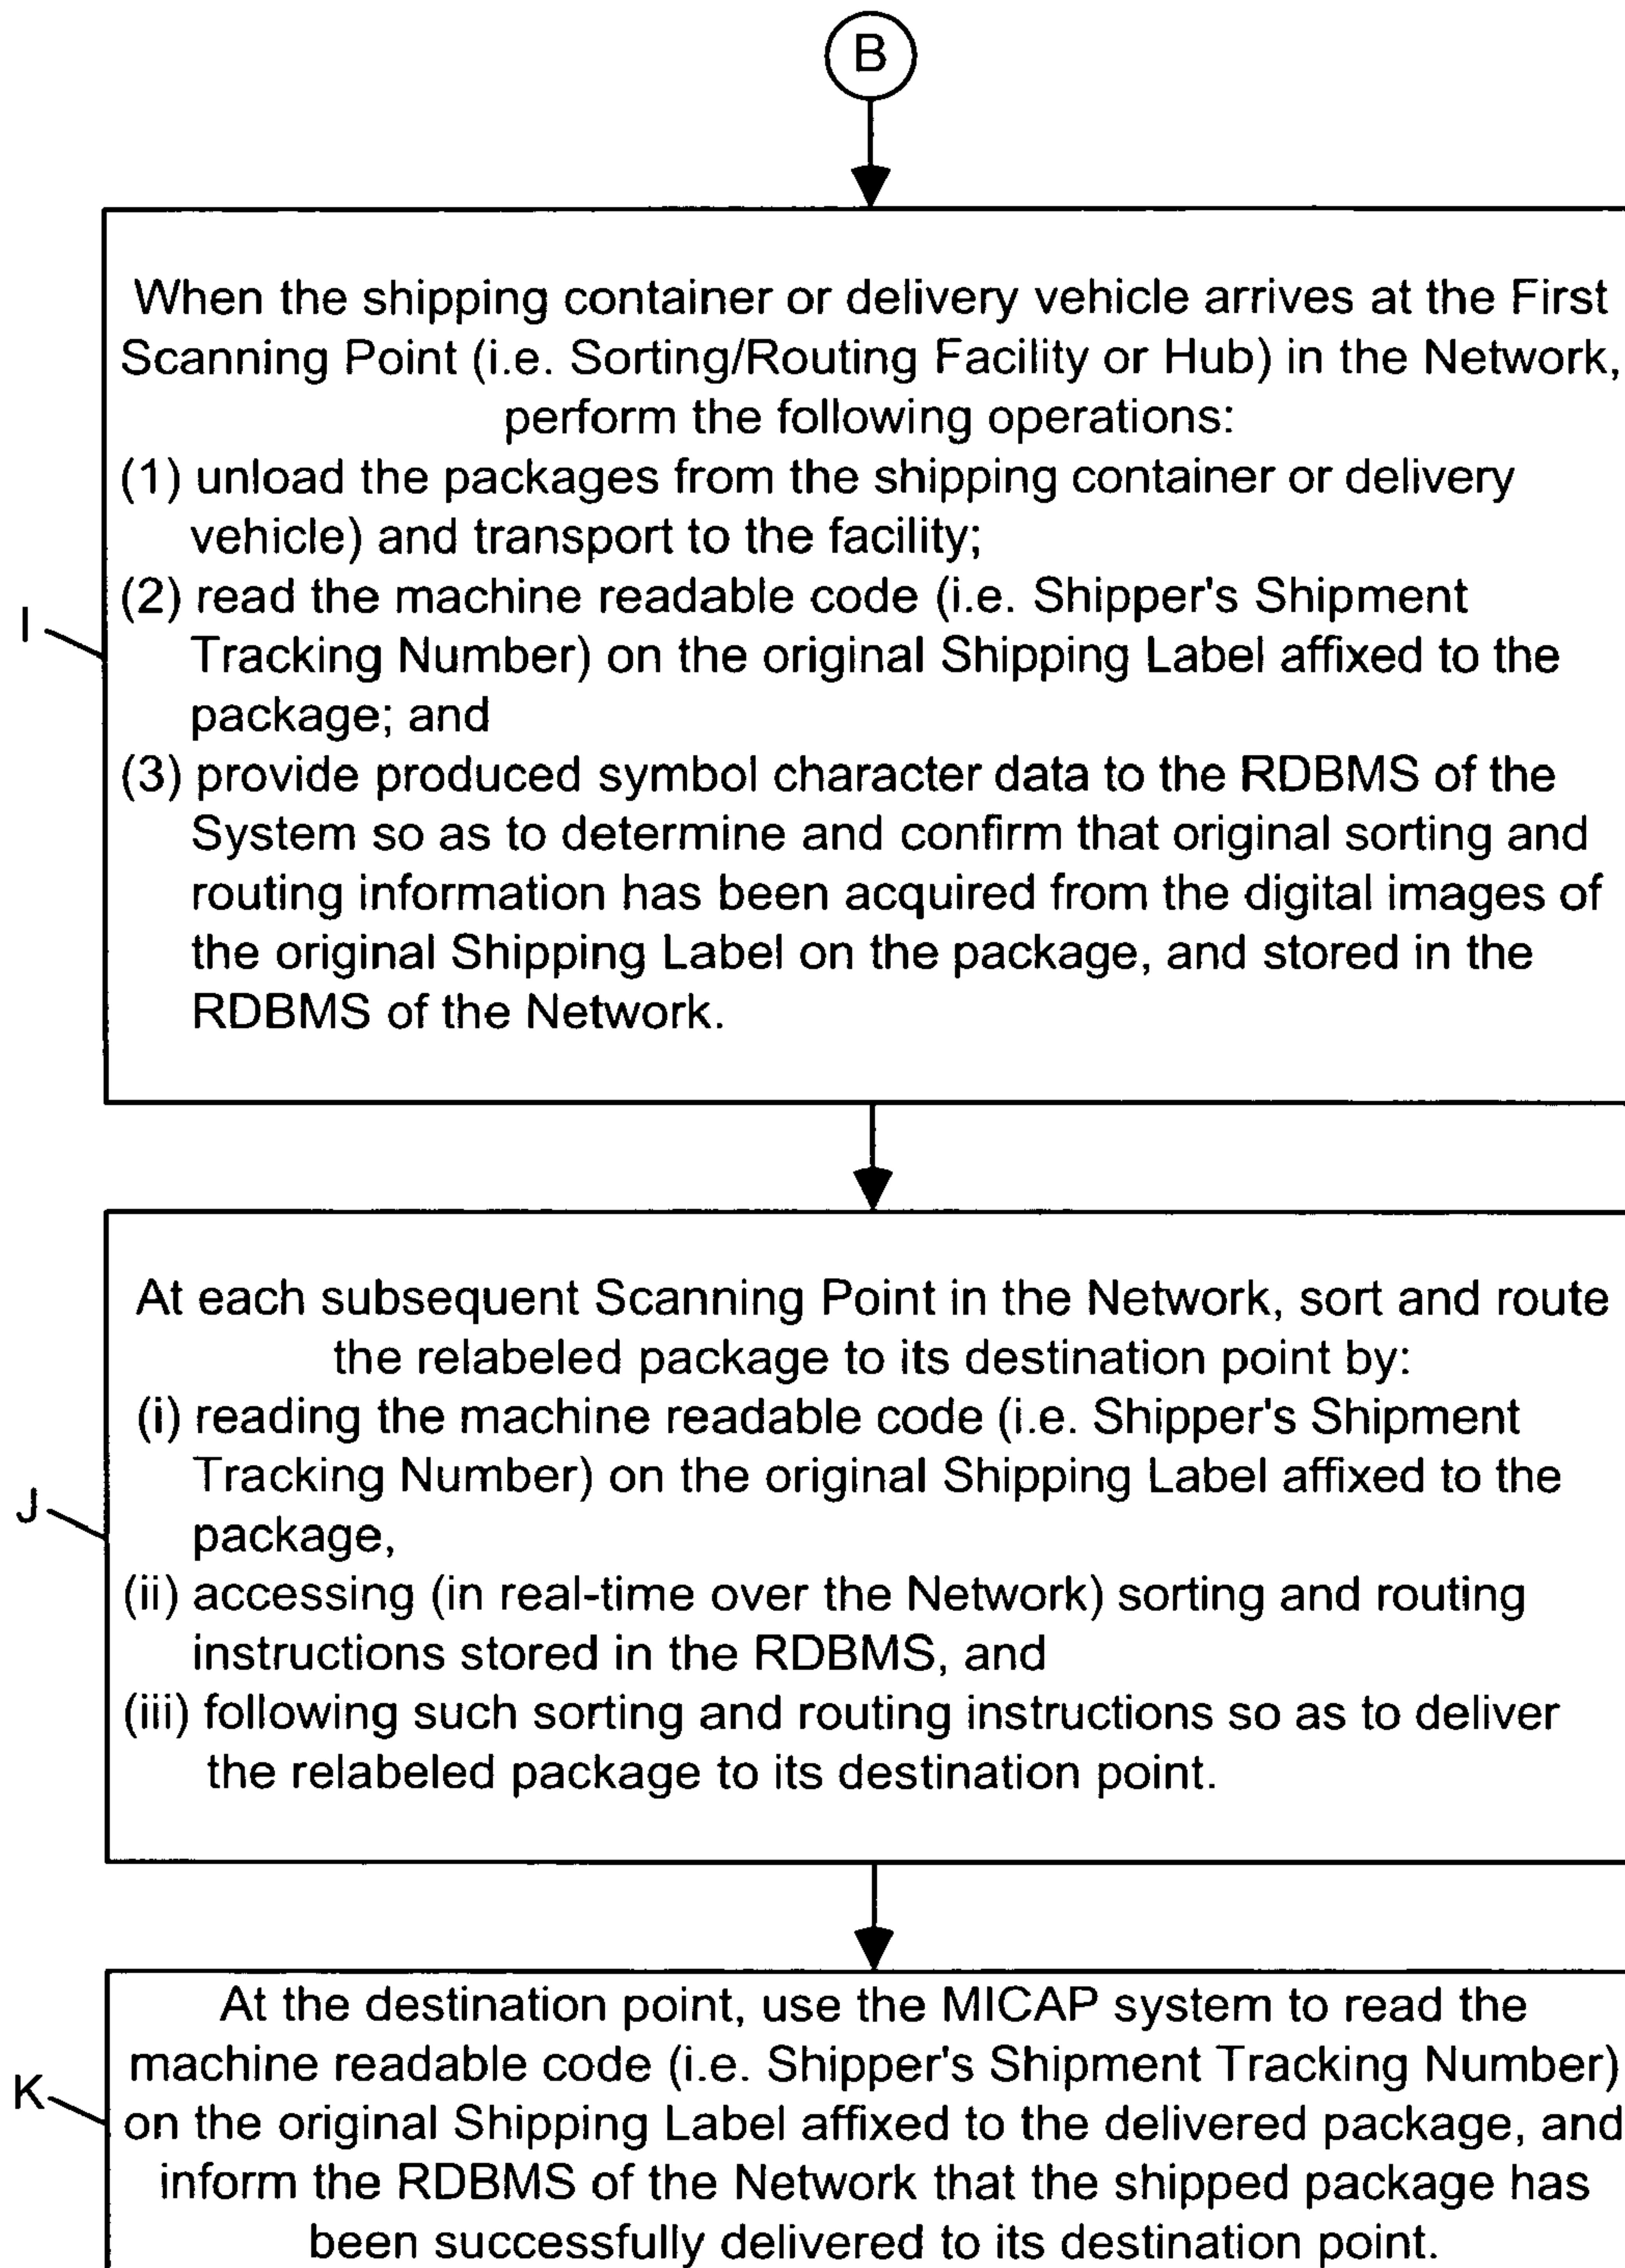 B
When the shipping container or delivery vehicle arrives at the First
Scanning Point (i.e. Sorting/Routing Facility or Hub) in the Network,
perform the following operations:
(1) unload the packages from the shipping container or delivery
vehicle) and transport to the facility;
(2) read the machine readable code (i.e. Shipper's Shipment
Tracking Number) on the original Shipping Label affixed to the
package; and
(3) provide produced symbol character data to the RDBMS of the
System so as to determine and confirm that original sorting and
routing information has been acquired from the digital images of
the original Shipping Label on the package, and stored in the
RDBMS of the Network.
I
At each subsequent Scanning Point in the Network, sort and route
the relabeled package to its destination point by:
(i) reading the machine readable code (i.e. Shipper's Shipment
Tracking Number) on the original Shipping Label affixed to the
package,
(ii) accessing (in real-time over the Network) sorting and routing
instructions stored in the RDBMS, and
(iii) following such sorting and routing instructions so as to deliver
the relabeled package to its destination point.
J
At the destination point, use the MICAP system to read the
machine readable code (i.e. Shipper's Shipment Tracking Number)
on the original Shipping Label affixed to the delivered package, and
inform the RDBMS of the Network that the shipped package has
been successfully delivered to its destination point.
K